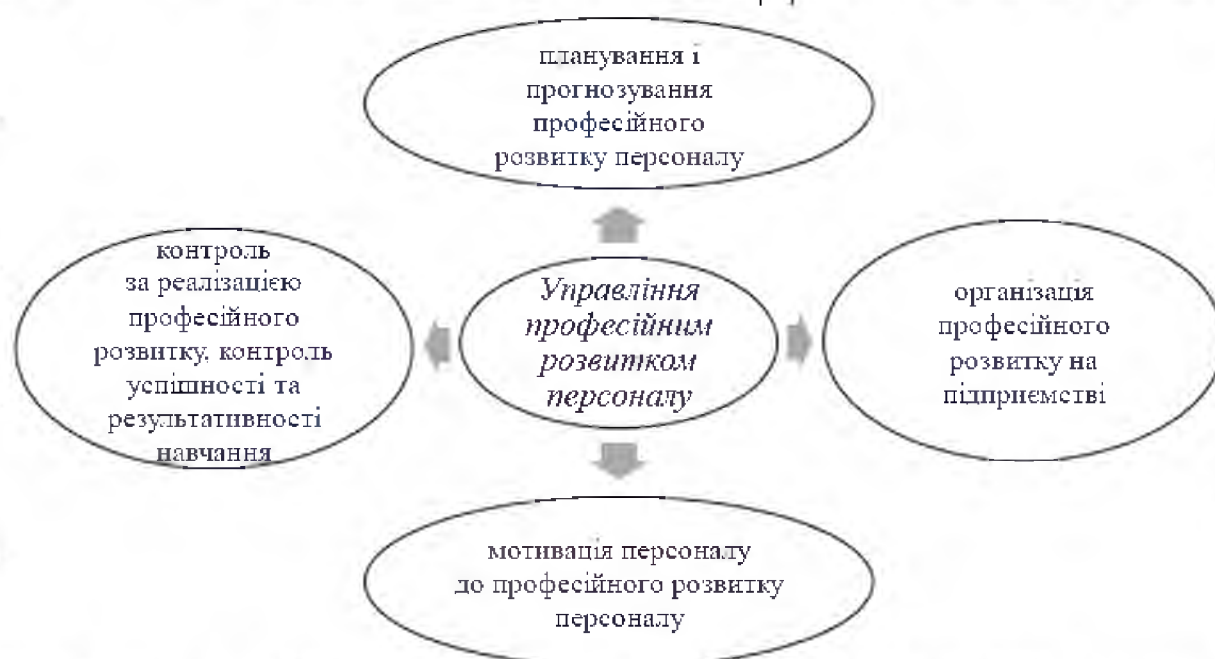 планування і
прогнозування
професійного
розвитку персоналу
контроль
за реалізацією
професійного
розвитку, контроль
успішності та
результативності
навчання
Управління
професійним
розвитком
персоналу
організація
професійного
розвитку на
підприємстві
мотивація персоналу
до професійного розвитку
персоналу